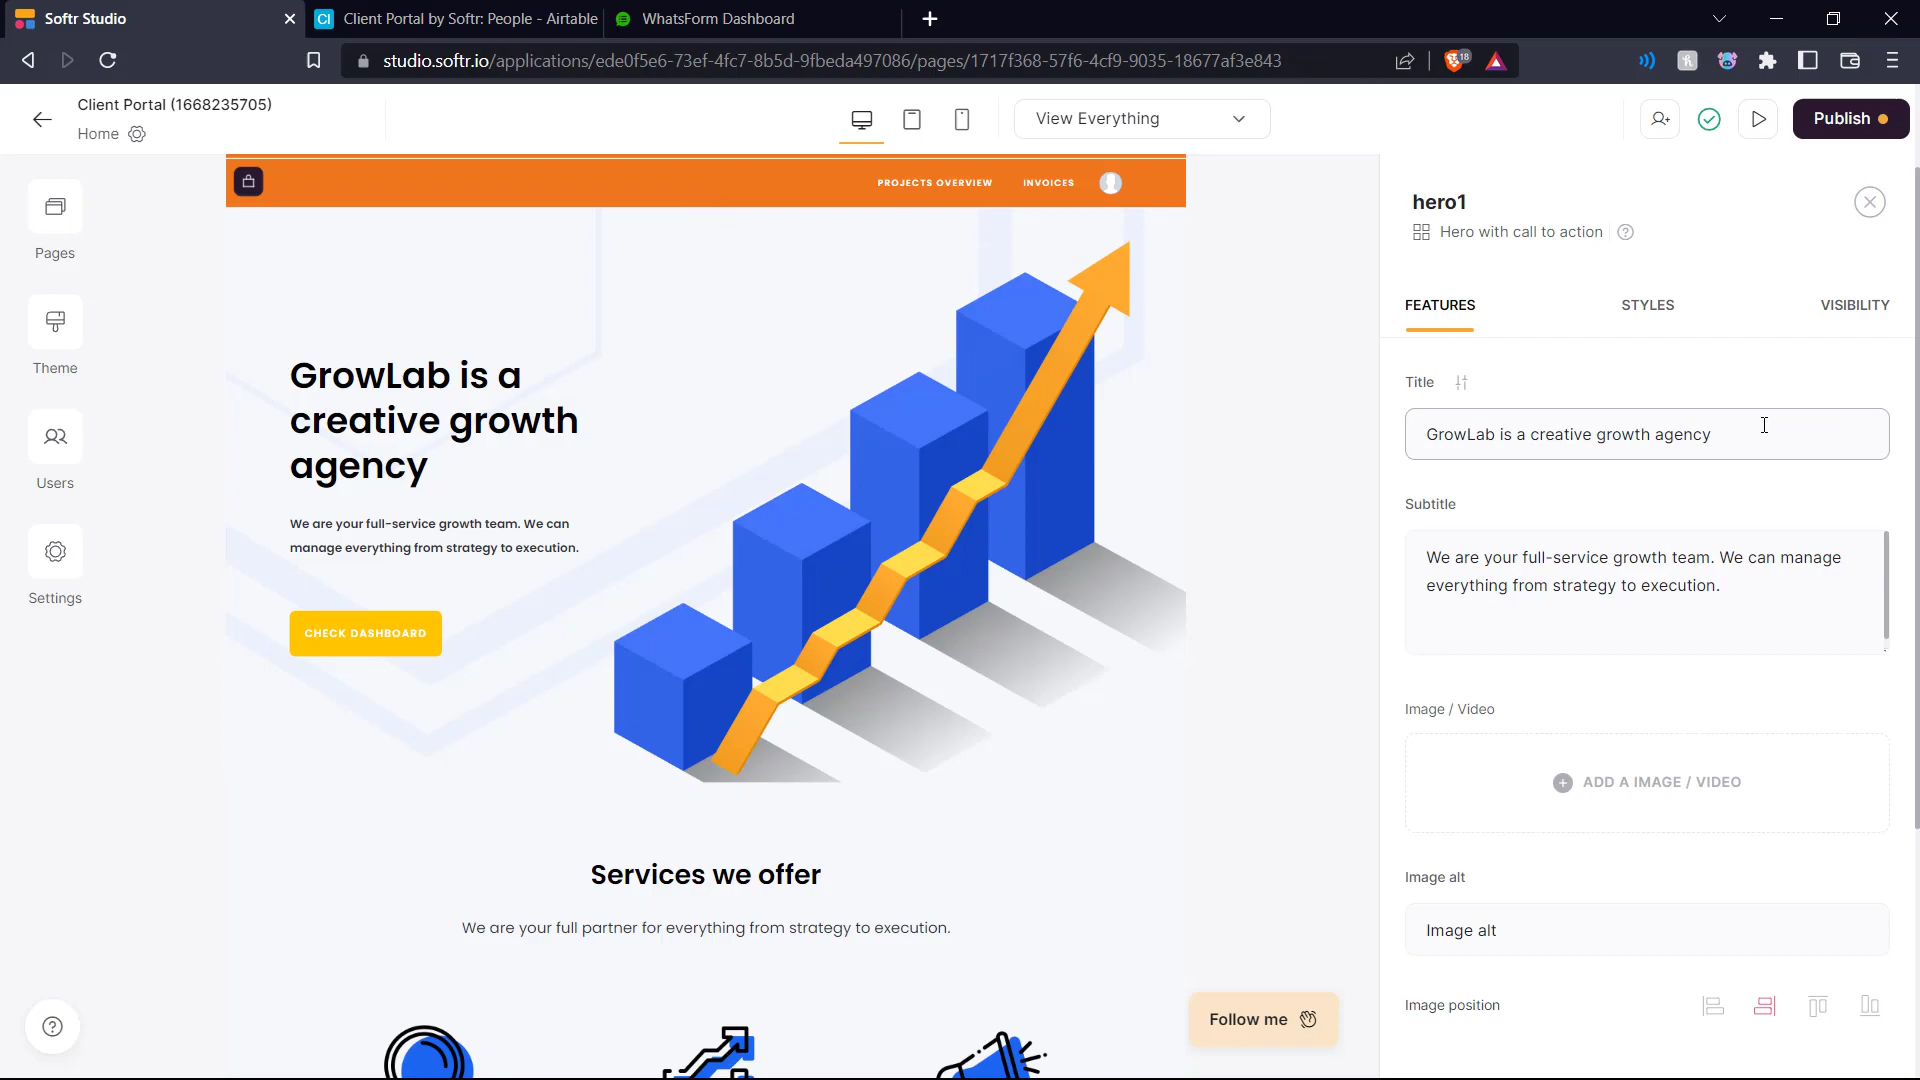 Softr Studio
CI Client Portal by Softr: People - Airtable
WhatsForm Dashboard
studio.softr.io/applications/ede0f5e6-73ef-4fc7-8b5d-9fbeda497086/pages/1717f368-57f6-4cf9-9035-18677af3e843
18
Client Portal (1668235705)
Home
View Everything
Publish
Pages
Theme
Users
Settings
PROJECTS OVERVIEW
INVOICES
GrowLab is a
creative growth
agency
We are your full-service growth team. We can
manage everything from strategy to execution.
CHECK DASHBOARD
Services we offer
We are your full partner for everything from strategy to execution.
Follow me
hero1
Hero with call to action
FEATURES
STYLES
VISIBILITY
Title
GrowLab is a creative growth agency
Subtitle
We are your full-service growth team. We can manage
everything from strategy to execution.
Image / Video
ADD A IMAGE / VIDEO
Image alt
Image alt
Image position